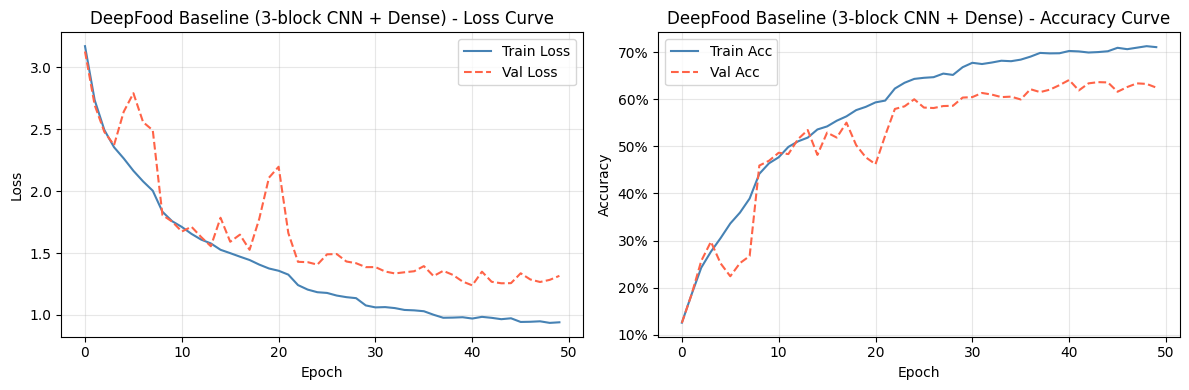 DeepFood Baseline (3-block CNN + Dense) - Loss Curve
Train Loss
Val Loss
Loss
3.0
2.5
2.0
1.5
1.0
0 10 20 30 40 50
Epoch
DeepFood Baseline (3-block CNN + Dense) - Accuracy Curve
Train Acc
Val Acc
Accuracy
70%
60%
50%
40%
30%
20%
10%
0 10 20 30 40 50
Epoch